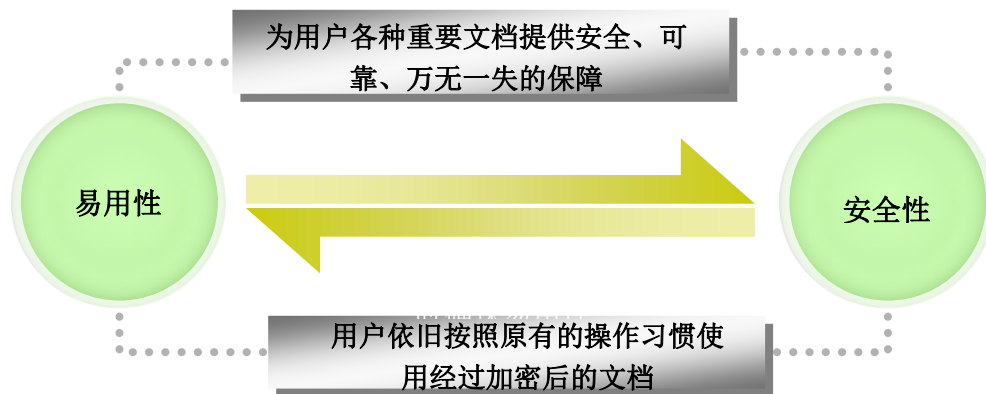 为用户各种重要文档提供安全、可
靠、万无一失的保障
易用性
安全性
用户依旧按照原有的操作习惯使
用经过加密后的文档